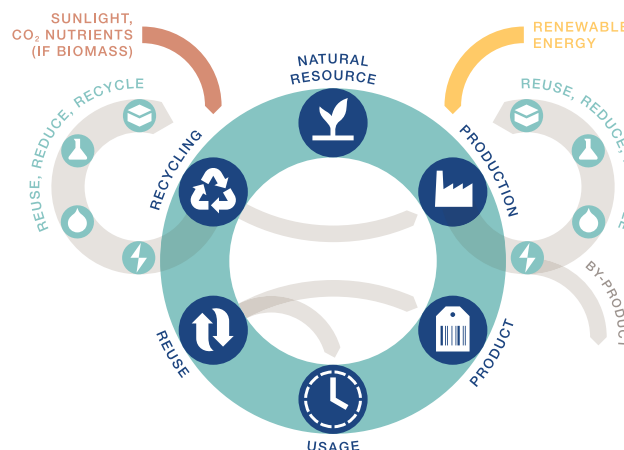 SUNLIGHT,
CO₂ NUTRIENTS
(IF BIOMASS)
RENEWABLE
ENERGY
NATURAL
RESOURCE
REUSE, REDUCE, RECYCLE
REUSE, REDUCE,
RECYCLING
PRODUCTION
BY-PRODUCT
REUSE
PRODUCT
USAGE